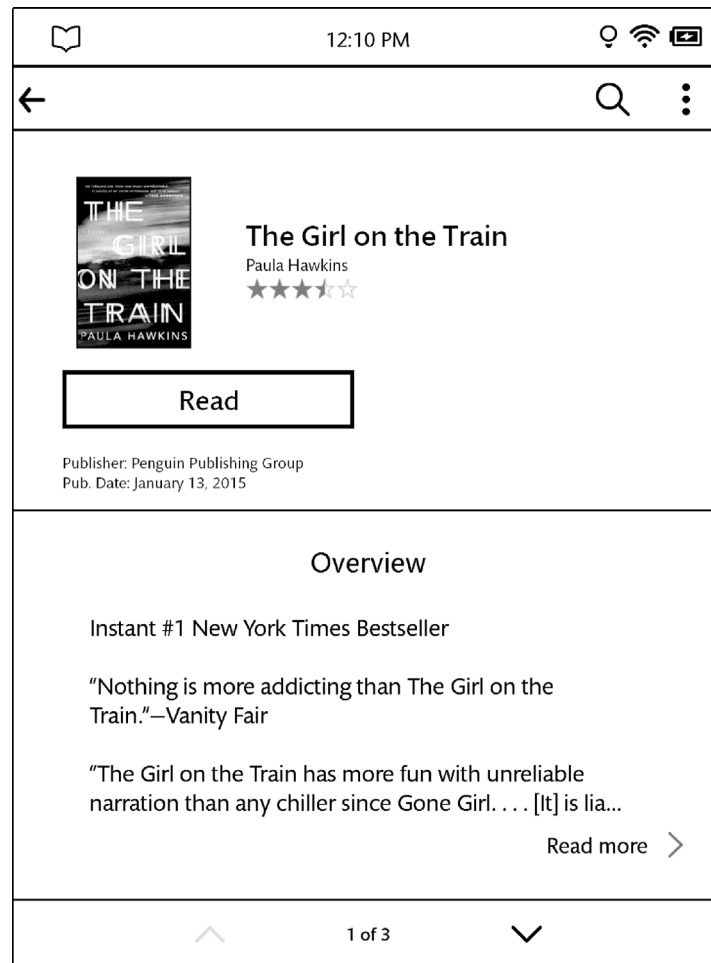 12:10 PM
THE
GIRL
ON THE
TRAIN
PAULA HAWKINS
The Girl on the Train
Paula Hawkins
Read
Publisher: Penguin Publishing Group
Pub. Date: January 13, 2015
Overview
Instant #1 New York Times Bestseller
“Nothing is more addicting than The Girl on the
Train.”—Vanity Fair
“The Girl on the Train has more fun with unreliable
narration than any chiller since Gone Girl. . . . [It] is lia...
Read more
1 of 3